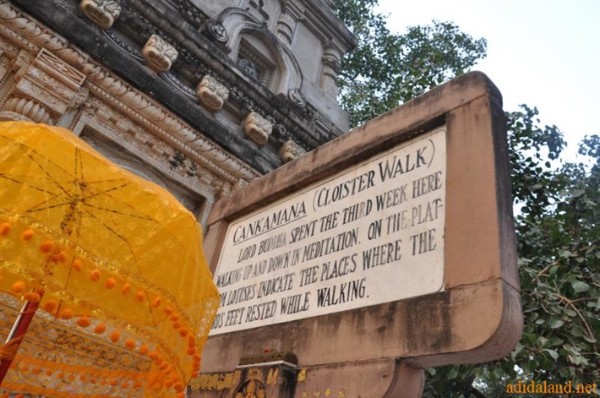 CANKAMANA (CLOISTER WALK)
LORD BUDDHA SPENT THE THIRD WEEK HERE
WALKING UP AND DOWN IN MEDITATION. ON THE PLAT-
LOTUSES INDICATE THE PLACES WHERE THE
FEET RESTED WHILE WALKING.
adidaland.net